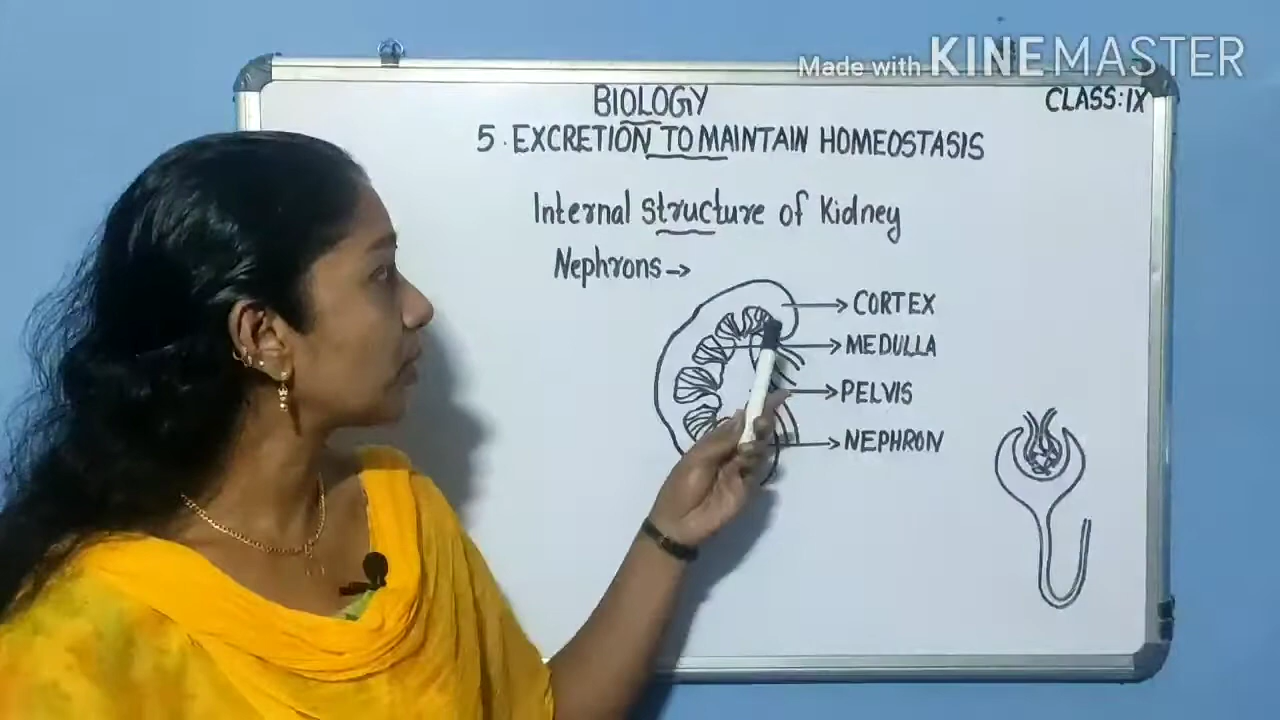 Made with KINEMASTER
BIOLOGY
CLASS: IX
5. EXCRETION TO MAINTAIN HOMEOSTASIS
Internal structure of Kidney
Nephrons →
→ CORTEX
→ MEDULLA
→ PELVIS
→ NEPHRON